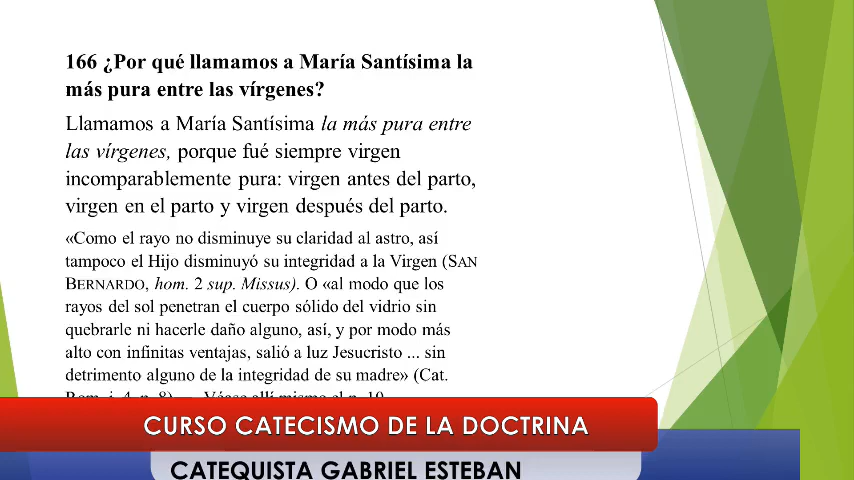 166 ¿Por qué llamamos a María Santísima la
más pura entre las vírgenes?
Llamamos a María Santísima la más pura entre
las vírgenes, porque fué siempre virgen
incomparablemente pura: virgen antes del parto,
virgen en el parto y virgen después del parto.
«Como el rayo no disminuye su claridad al astro, así
tampoco el Hijo disminuyó su integridad a la Virgen (SAN
BERNARDO, hom. 2 sup. Missus). O «al modo que los
rayos del sol penetran el cuerpo sólido del vidrio sin
quebrarle ni hacerle daño alguno, así, y por modo más
alto con infinitas ventajas, salió a luz Jesucristo ... sin
detrimento alguno de la integridad de su madre» (Cat.
CURSO CATECISMO DE LA DOCTRINA
CATEQUISTA GABRIEL ESTEBAN